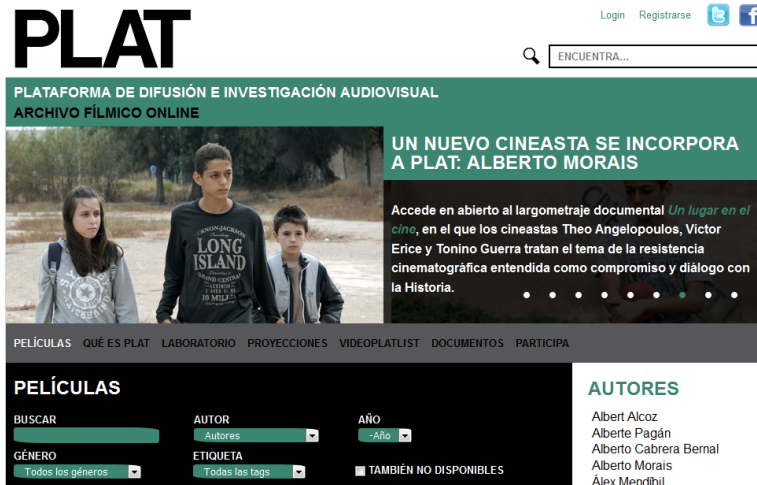 PLAT
Login Registrarse
ENCUENTRA...
PLATAFORMA DE DIFUSIÓN E INVESTIGACIÓN AUDIOVISUAL
ARCHIVO FÍLMICO ONLINE
UN NUEVO CINEASTA SE INCORPORA
A PLAT: ALBERTO MORAIS
Accede en abierto al largometraje documental Un lugar en el
cine, en el que los cineastas Theo Angelopoulos, Víctor
Erice y Tonino Guerra tratan el tema de la resistencia
cinematográfica entendida como compromiso y diálogo con
la Historia.
LONG
ISLAND
GRAND CENTRAL
10 MILES
PELÍCULAS QUÉ ES PLAT LABORATORIO PROYECCIONES VIDEOPLATLIST DOCUMENTOS PARTICIPA
PELÍCULAS
BUSCAR AUTOR AÑO
Autores -Año
GÉNERO ETIQUETA
Todos los géneros Todas las tags TAMBIÉN NO DISPONIBLES
AUTORES
Albert Alcoz
Alberte Pagán
Alberto Cabrera Bernal
Alberto Morais
Álex Mendíbil